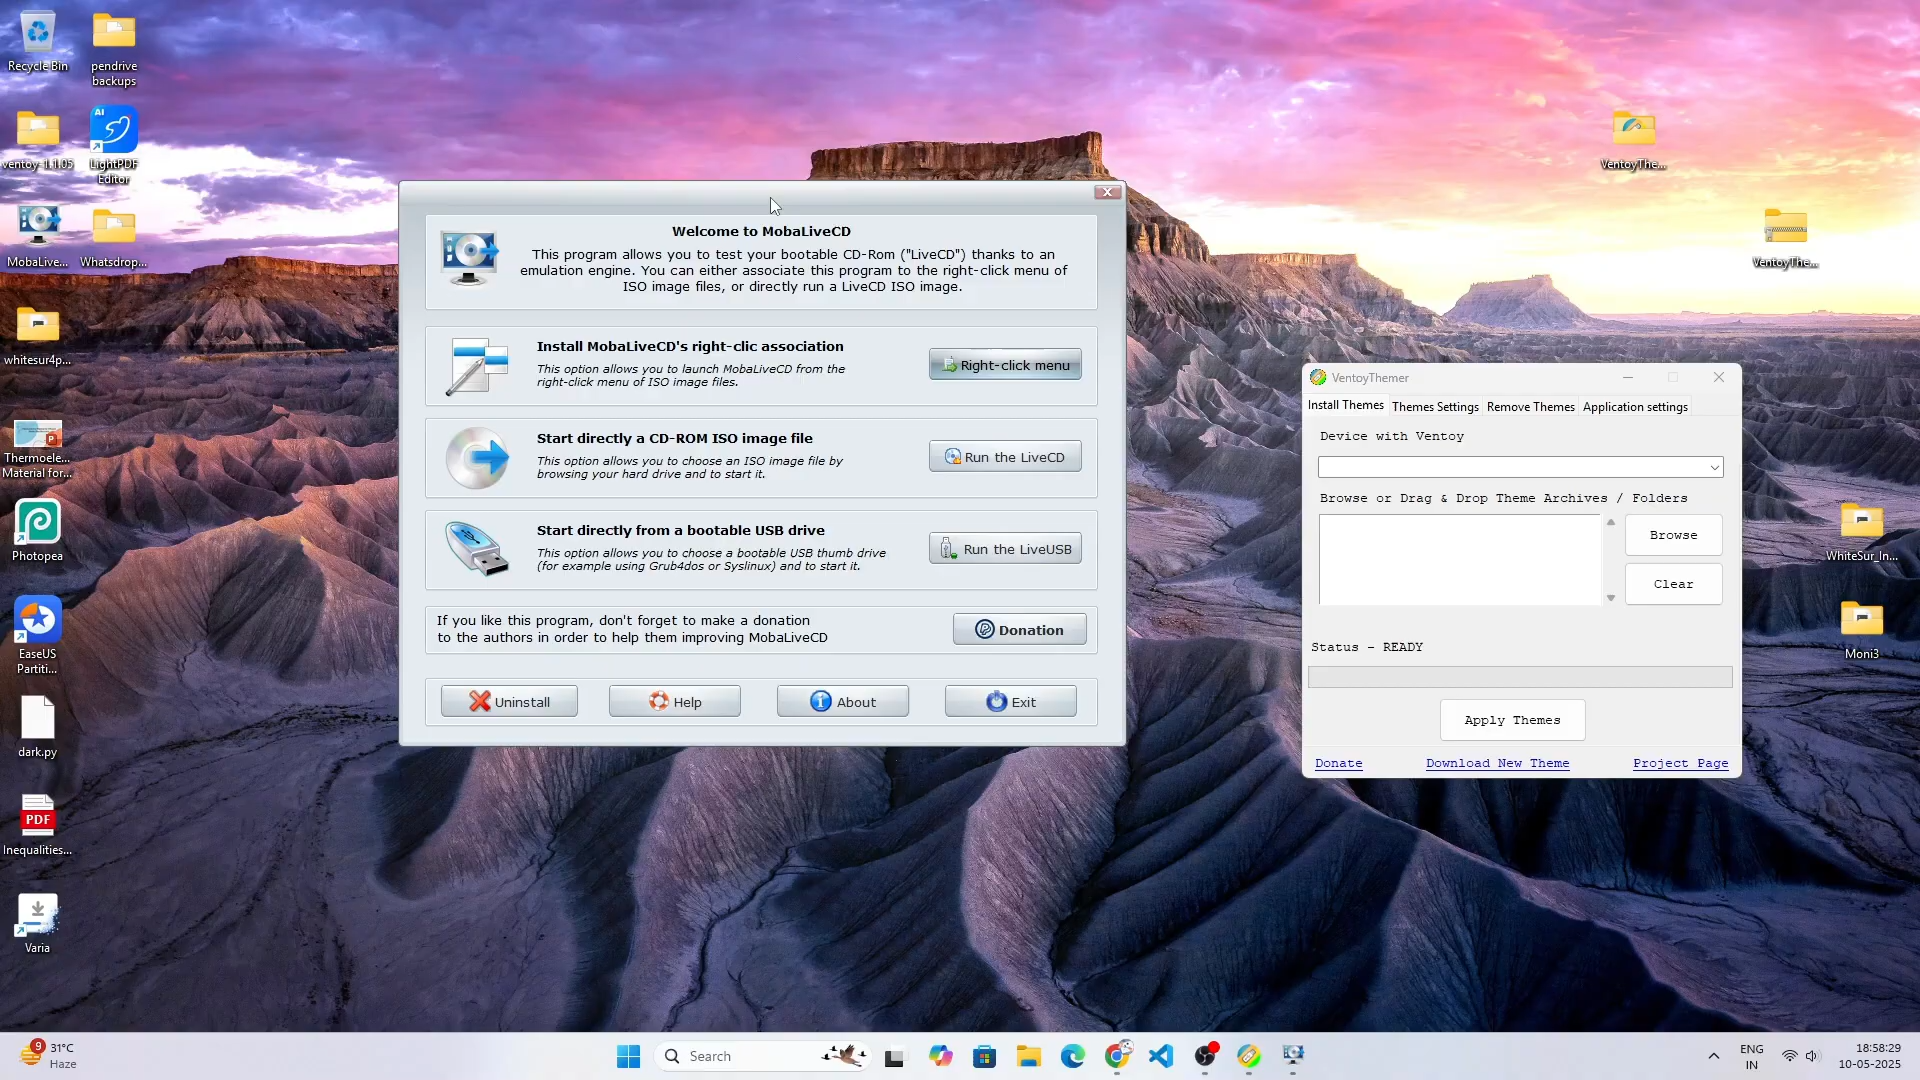 Recycle Bin
pendrive
backups
ventoy-1.1.05
AI
LightPDF
Editor
MobaLive...
Whatsdrop...
whitesur4p...
Thermoele...
Material for...
Photopea
EaseUS
Partiti...
dark.py
PDF
Inequalities...
Varia
Welcome to MobaLiveCD
This program allows you to test your bootable CD-Rom ("LiveCD") thanks to an
emulation engine. You can either associate this program to the right-click menu of
ISO image files, or directly run a LiveCD ISO image.
Install MobaLiveCD's right-clic association
This option allows you to launch MobaLiveCD from the
right-click menu of ISO image files.
Right-click menu
Start directly a CD-ROM ISO image file
This option allows you to choose an ISO image file by
browsing your hard drive and to start it.
Run the LiveCD
Start directly from a bootable USB drive
This option allows you to choose a bootable USB thumb drive
(for example using Grub4dos or Syslinux) and to start it.
Run the LiveUSB
If you like this program, don't forget to make a donation
to the authors in order to help them improving MobaLiveCD
Donation
Uninstall
Help
About
Exit
VentoyThe...
VentoyThe...
VentoyThemer
Install Themes
Themes Settings
Remove Themes
Application settings
Device with Ventoy
Browse or Drag & Drop Theme Archives / Folders
Browse
Clear
Status - READY
Apply Themes
Donate
Download New Theme
Project Page
WhiteSur_In...
Moni3
9
31°C
Haze
Search
ENG
IN
18:58:29
10-05-2025